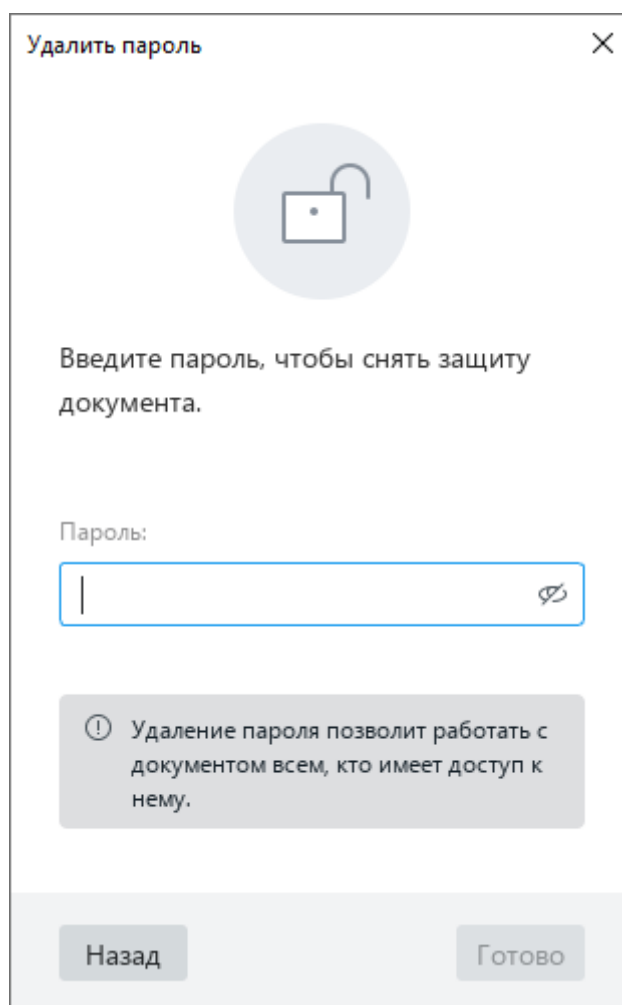 Удалить пароль
Введите пароль, чтобы снять защиту
документа.
Пароль:
Удаление пароля позволит работать с
документом всем, кто имеет доступ к
нему.
Назад
Готово